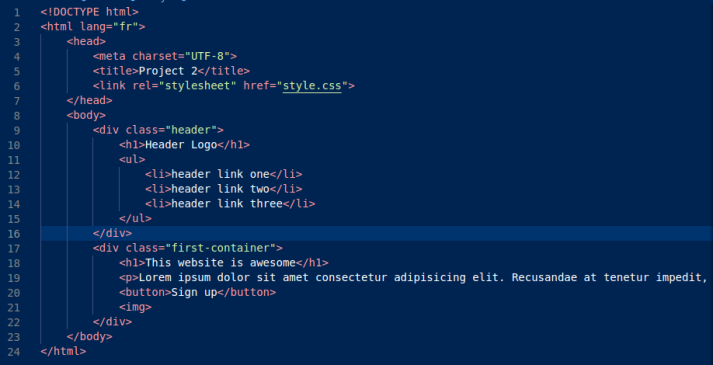 1 <!DOCTYPE html>
2 <html lang="fr">
3     <head>
4         <meta charset="UTF-8">
5         <title>Project 2</title>
6         <link rel="stylesheet" href="style.css">
7     </head>
8     <body>
9         <div class="header">
10             <h1>Header Logo</h1>
11             <ul>
12                 <li>header link one</li>
13                 <li>header link two</li>
14                 <li>header link three</li>
15             </ul>
16         </div>
17         <div class="first-container">
18             <h1>This website is awesome</h1>
19             <p>Lorem ipsum dolor sit amet consectetur adipisicing elit. Recusandae at tenetur impedit,
20             <button>Sign up</button>
21             <img>
22         </div>
23     </body>
24 </html>